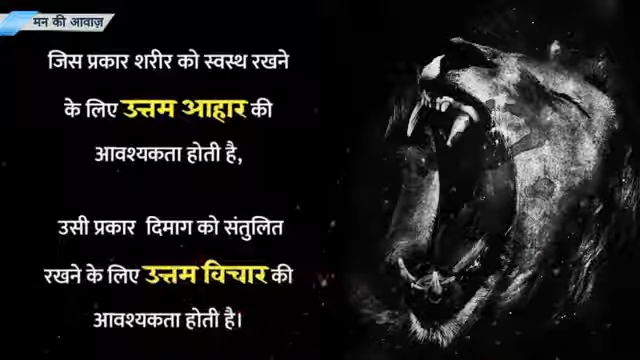 मन की आवाज़
जिस प्रकार शरीर को स्वस्थ रखने
के लिए उत्तम आहार की
आवश्यकता होती है,
उसी प्रकार दिमाग को संतुलित
रखने के लिए उत्तम विचार की
आवश्यकता होती है।